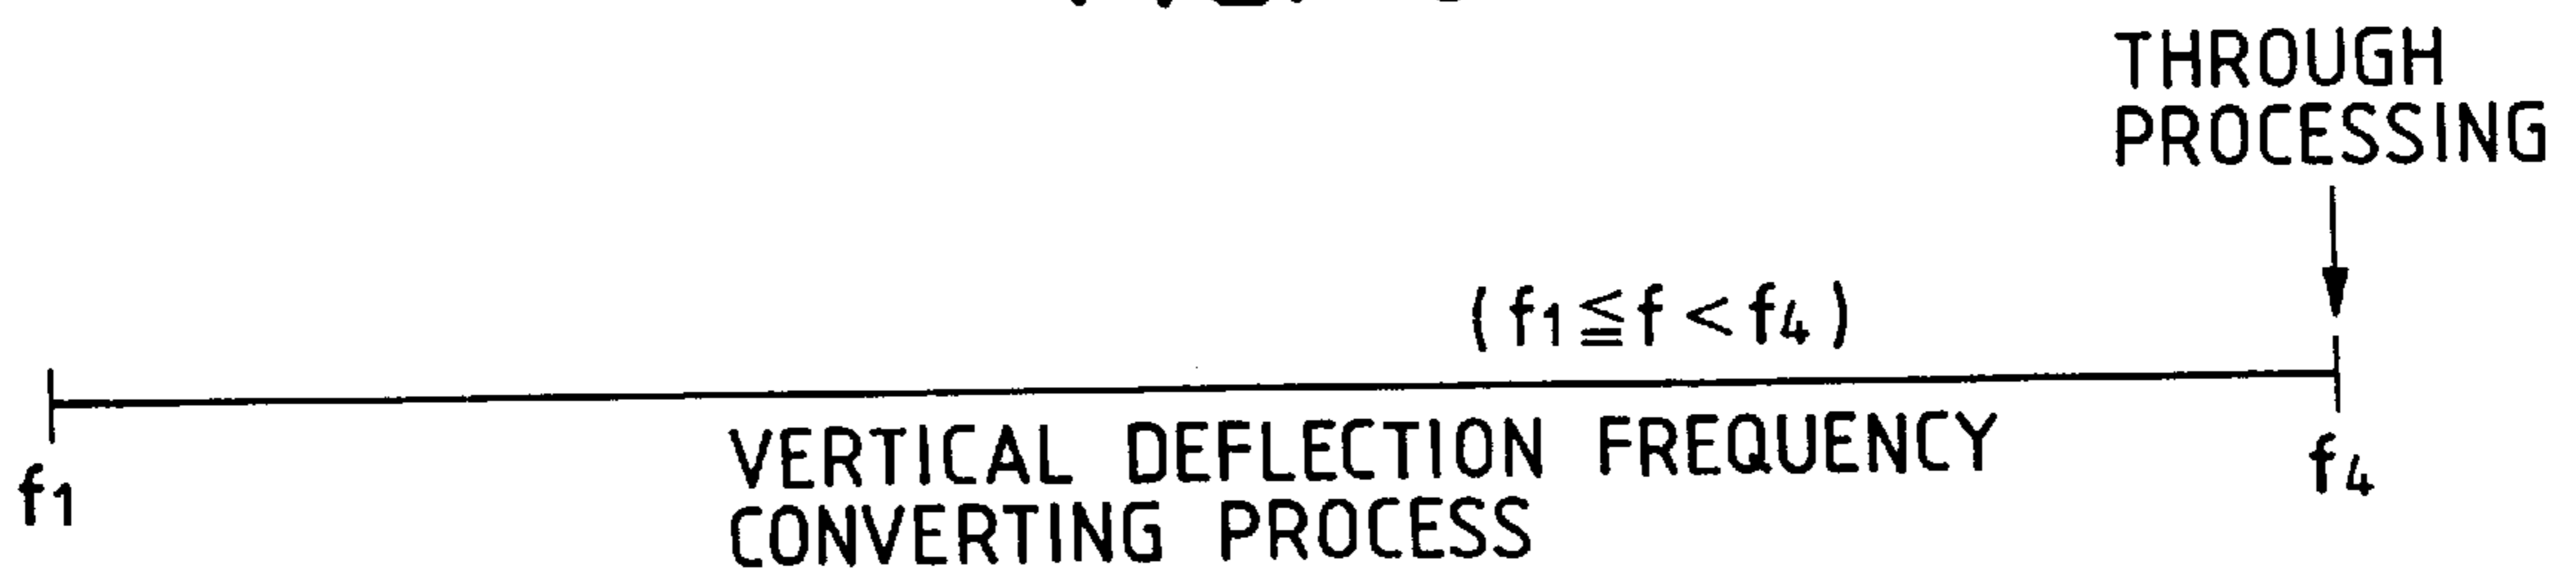 THROUGH
PROCESSING
(f1≦f<f4)
f1
VERTICAL DEFLECTION FREQUENCY
CONVERTING PROCESS
f4